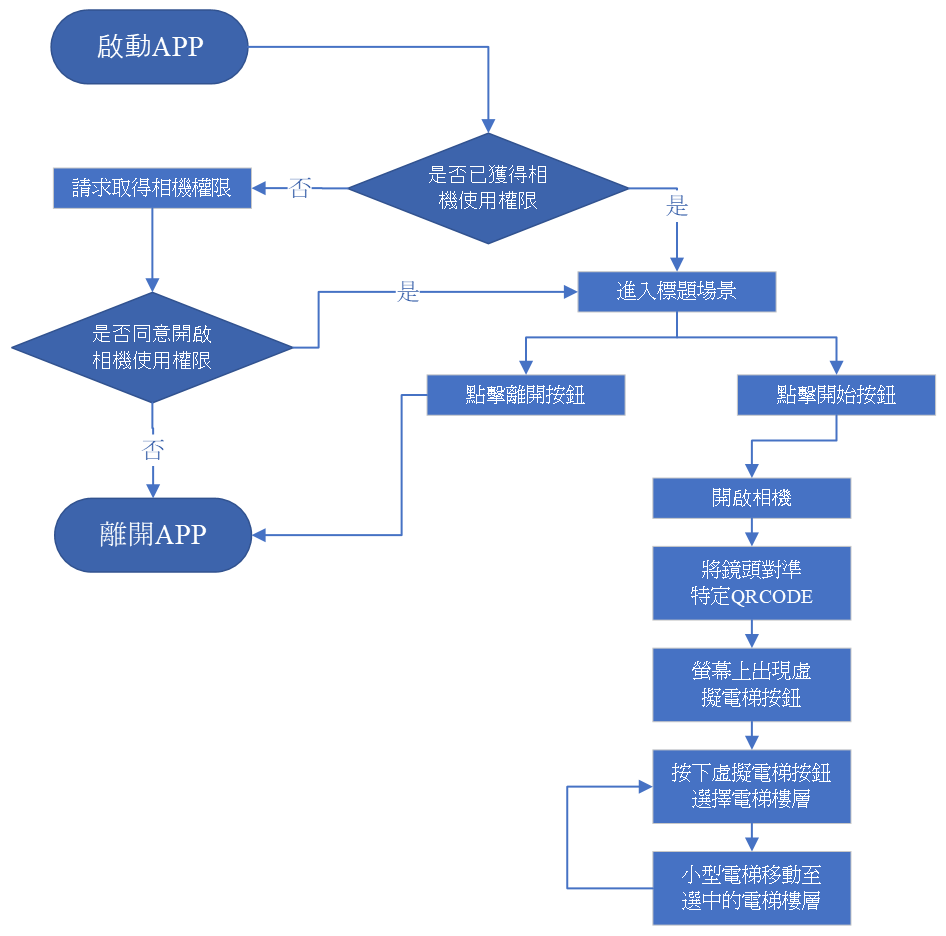 啟動APP
是否已獲得相
機使用權限
否
請求取得相機權限
是
進入標題場景
是
是否同意開啟
相機使用權限
點擊離開按鈕
點擊開始按鈕
否
離開APP
開啟相機
將鏡頭對準
特定QRCODE
螢幕上出現虛
擬電梯按鈕
按下虛擬電梯按鈕
選擇電梯樓層
小型電梯移動至
選中的電梯樓層